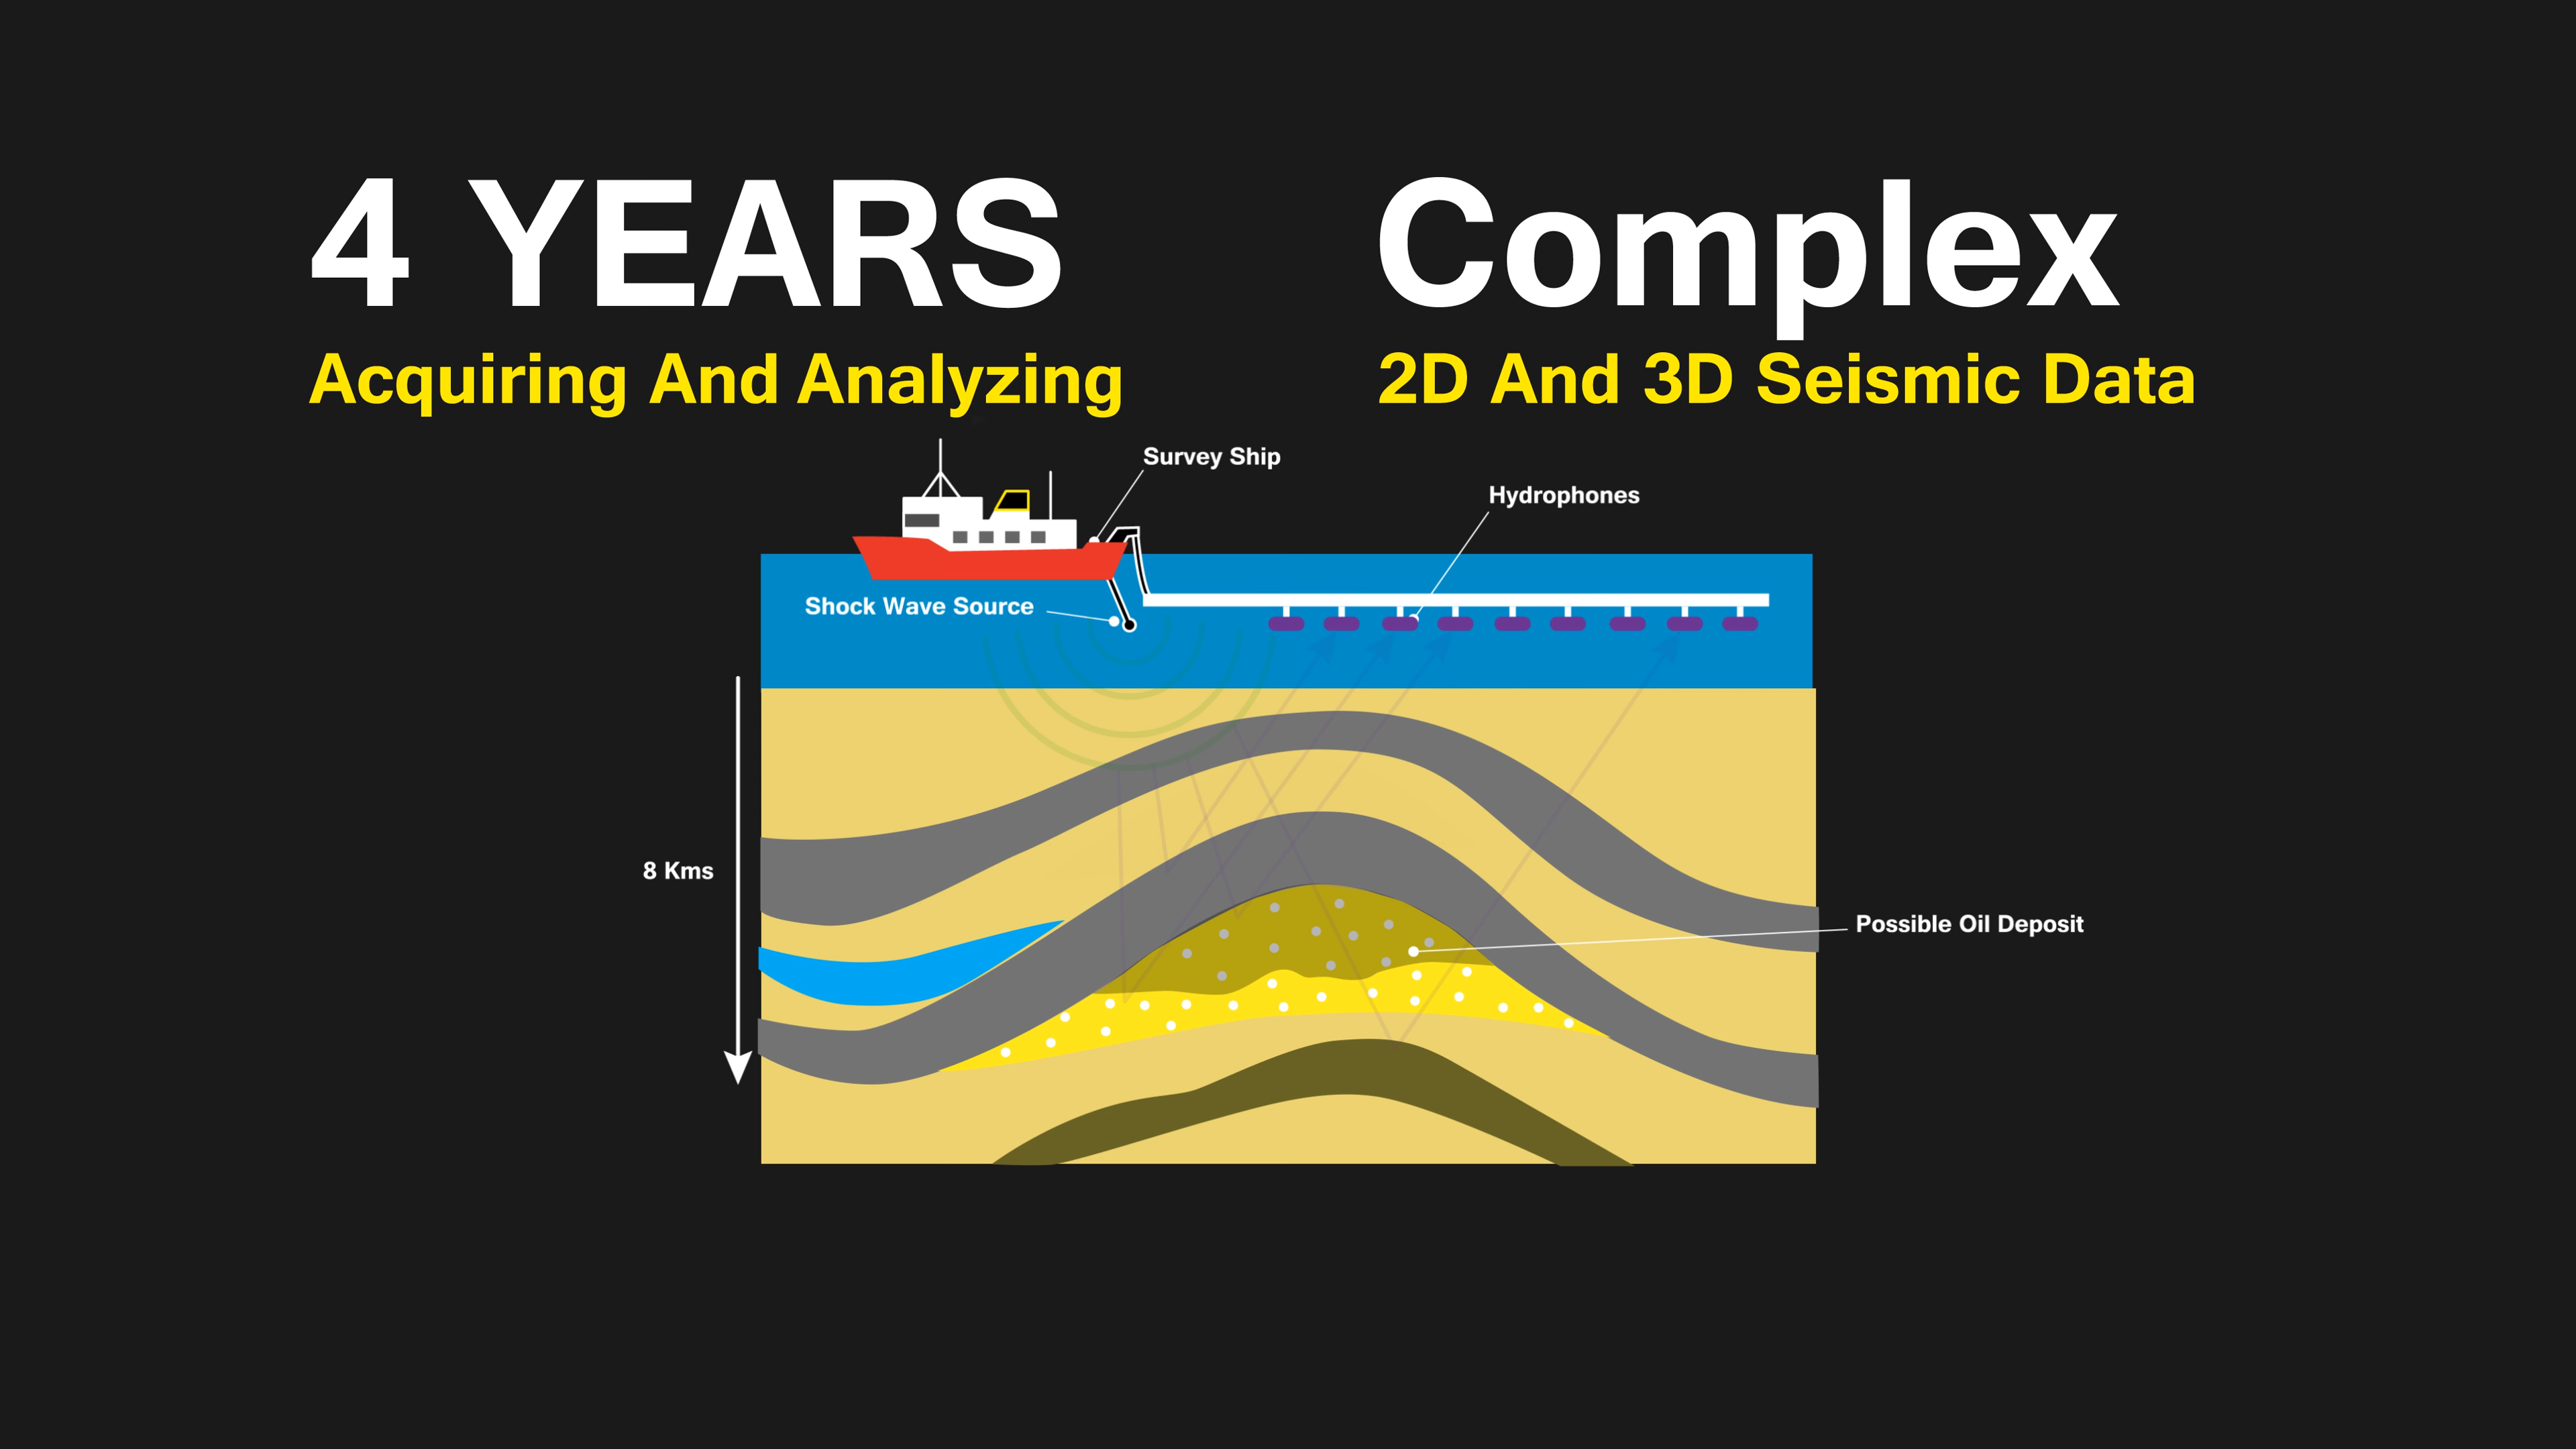 4 YEARS
Acquiring And Analyzing
Complex
2D And 3D Seismic Data
Survey Ship
Hydrophones
Shock Wave Source
8 Kms
Possible Oil Deposit